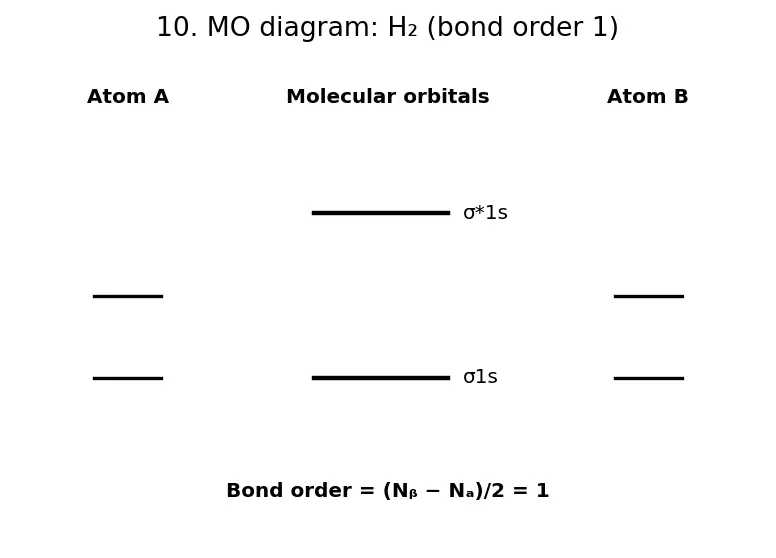 10. MO diagram: H₂ (bond order 1)
Atom A Molecular orbitals Atom B
σ*1s
σ1s
Bond order = (Nᵦ − Nₐ)/2 = 1